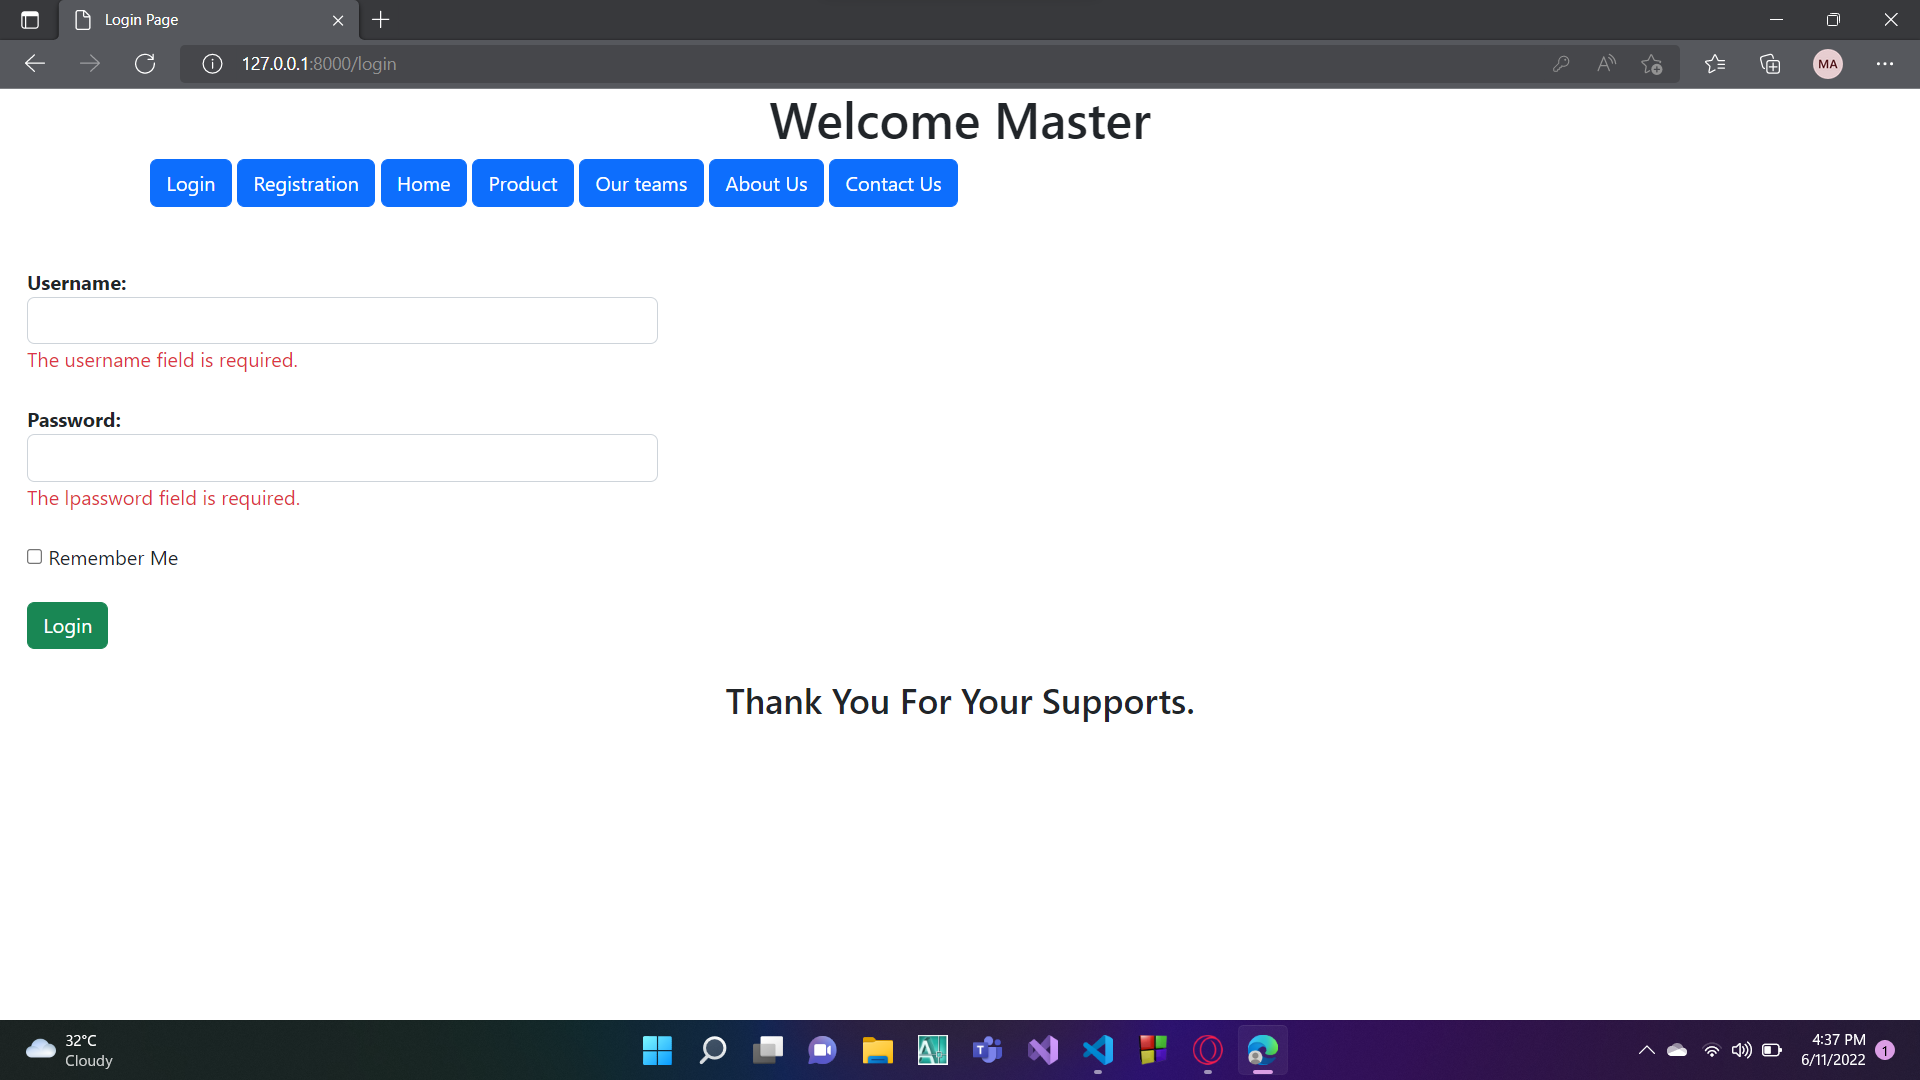 Login Page
127.0.0.1:8000/login
MA
Welcome Master
Login Registration Home Product Our teams About Us Contact Us
Username:
The username field is required.
Password:
The lpassword field is required.
Remember Me
Login
Thank You For Your Supports.
32°C
Cloudy
4:37 PM
6/11/2022
1